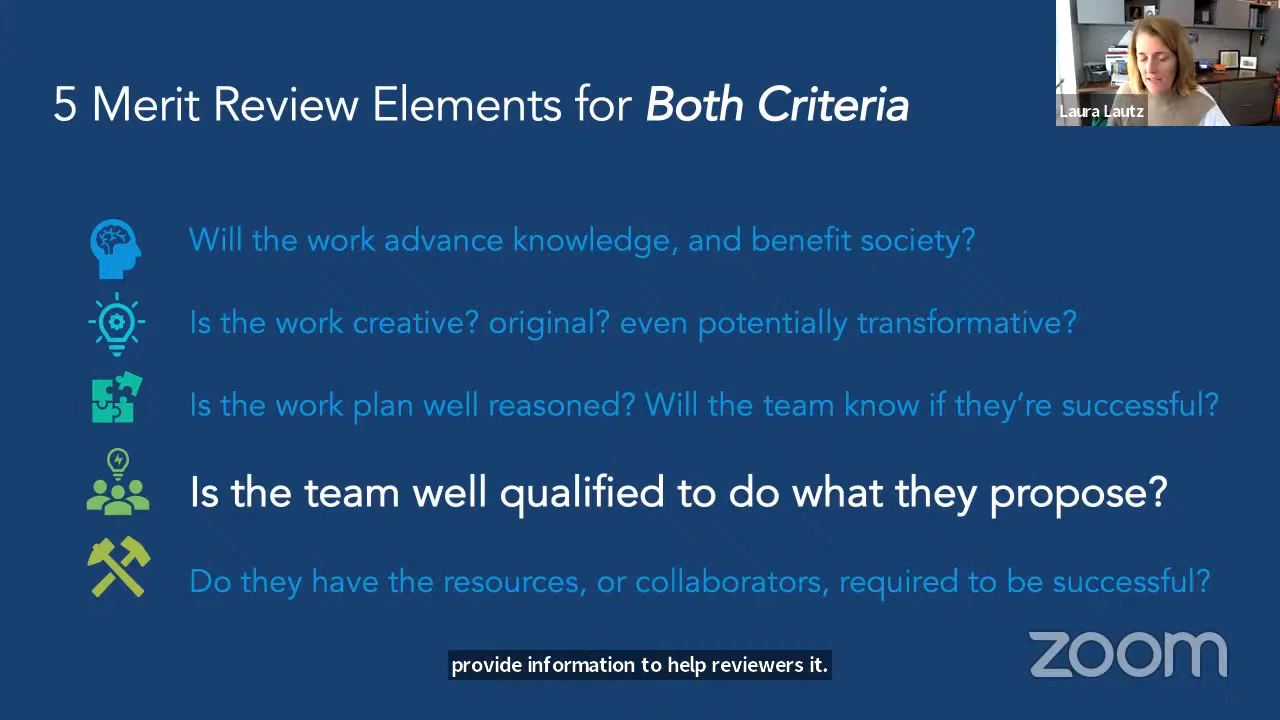 5 Merit Review Elements for Both Criteria
Laura Lautz
Will the work advance knowledge, and benefit society?
Is the work creative? original? even potentially transformative?
Is the work plan well reasoned? Will the team know if they’re successful?
Is the team well qualified to do what they propose?
Do they have the resources, or collaborators, required to be successful?
zoom
provide information to help reviewers it.